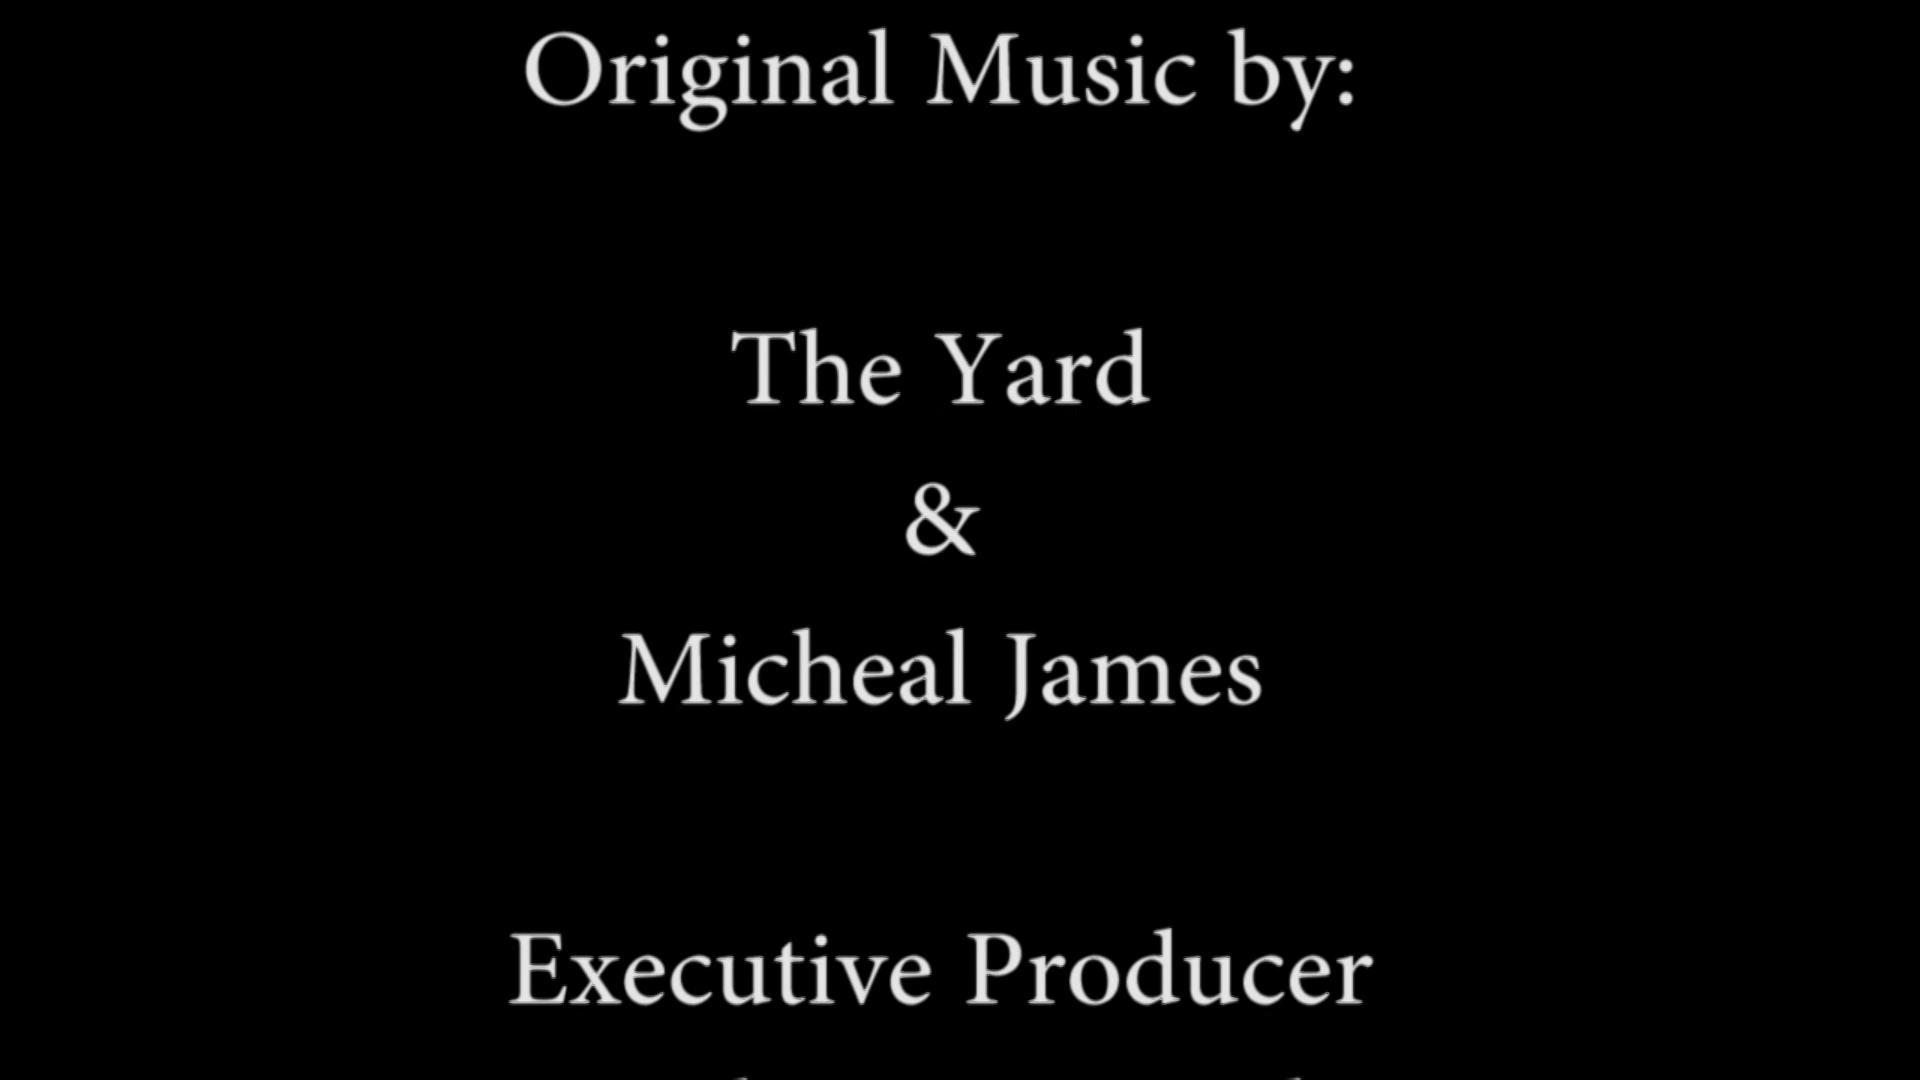 Original Music by:
The Yard
&
Micheal James
Executive Producer